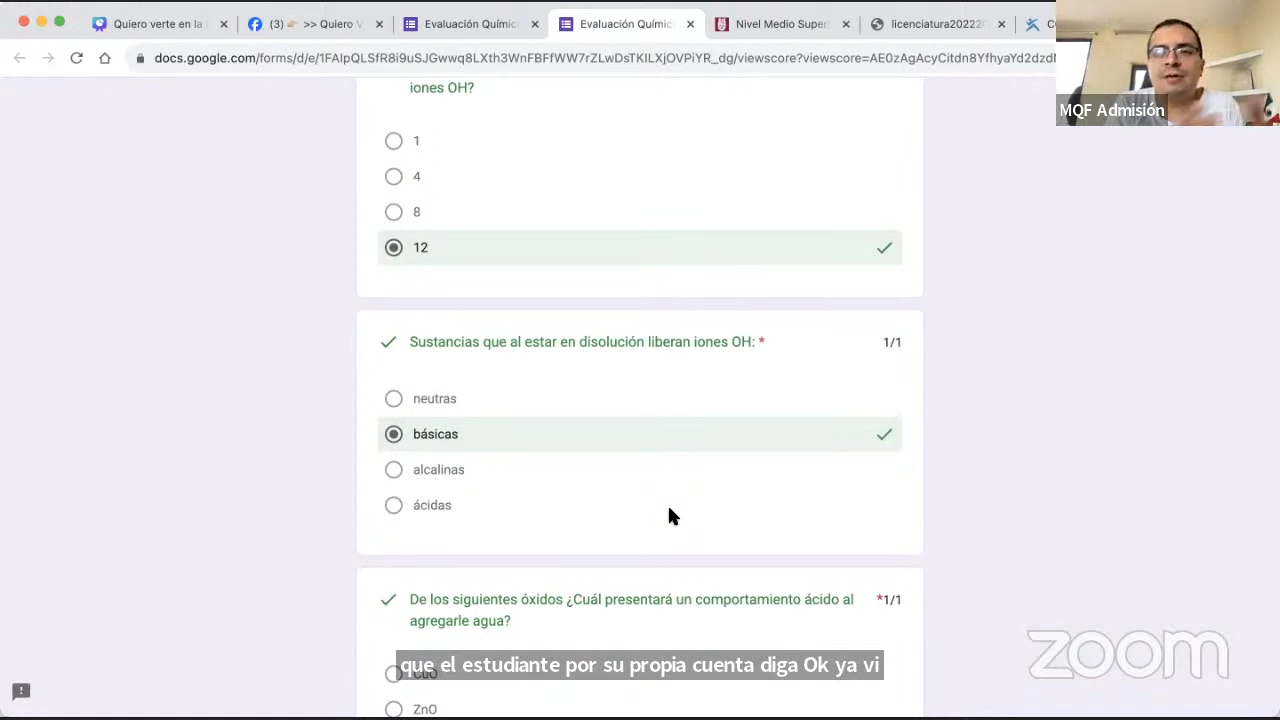 Quiero verte en la
(3) 👉 >> Quiero V
Evaluación Químic
Evaluación Químic
Nivel Medio Super
licenciatura20222
docs.google.com/forms/d/e/1FAIpQLSfR8i9uSJGwwq8LXth3WnFBFfWW7rZLwDsTKILXjOVPiYR_dg/viewscore?viewscore=AE0zAgAcyCitdn8YfhyaYd2dzd
MQF Admisión
iones OH?
1
4
8
12
Sustancias que al estar en disolución liberan iones OH: *
1/1
neutras
básicas
alcalinas
ácidas
De los siguientes óxidos ¿Cuál presentará un comportamiento ácido al
*1/1
agregarle agua?
que el estudiante por su propia cuenta diga Ok ya vi
CuO
ZnO
zoom